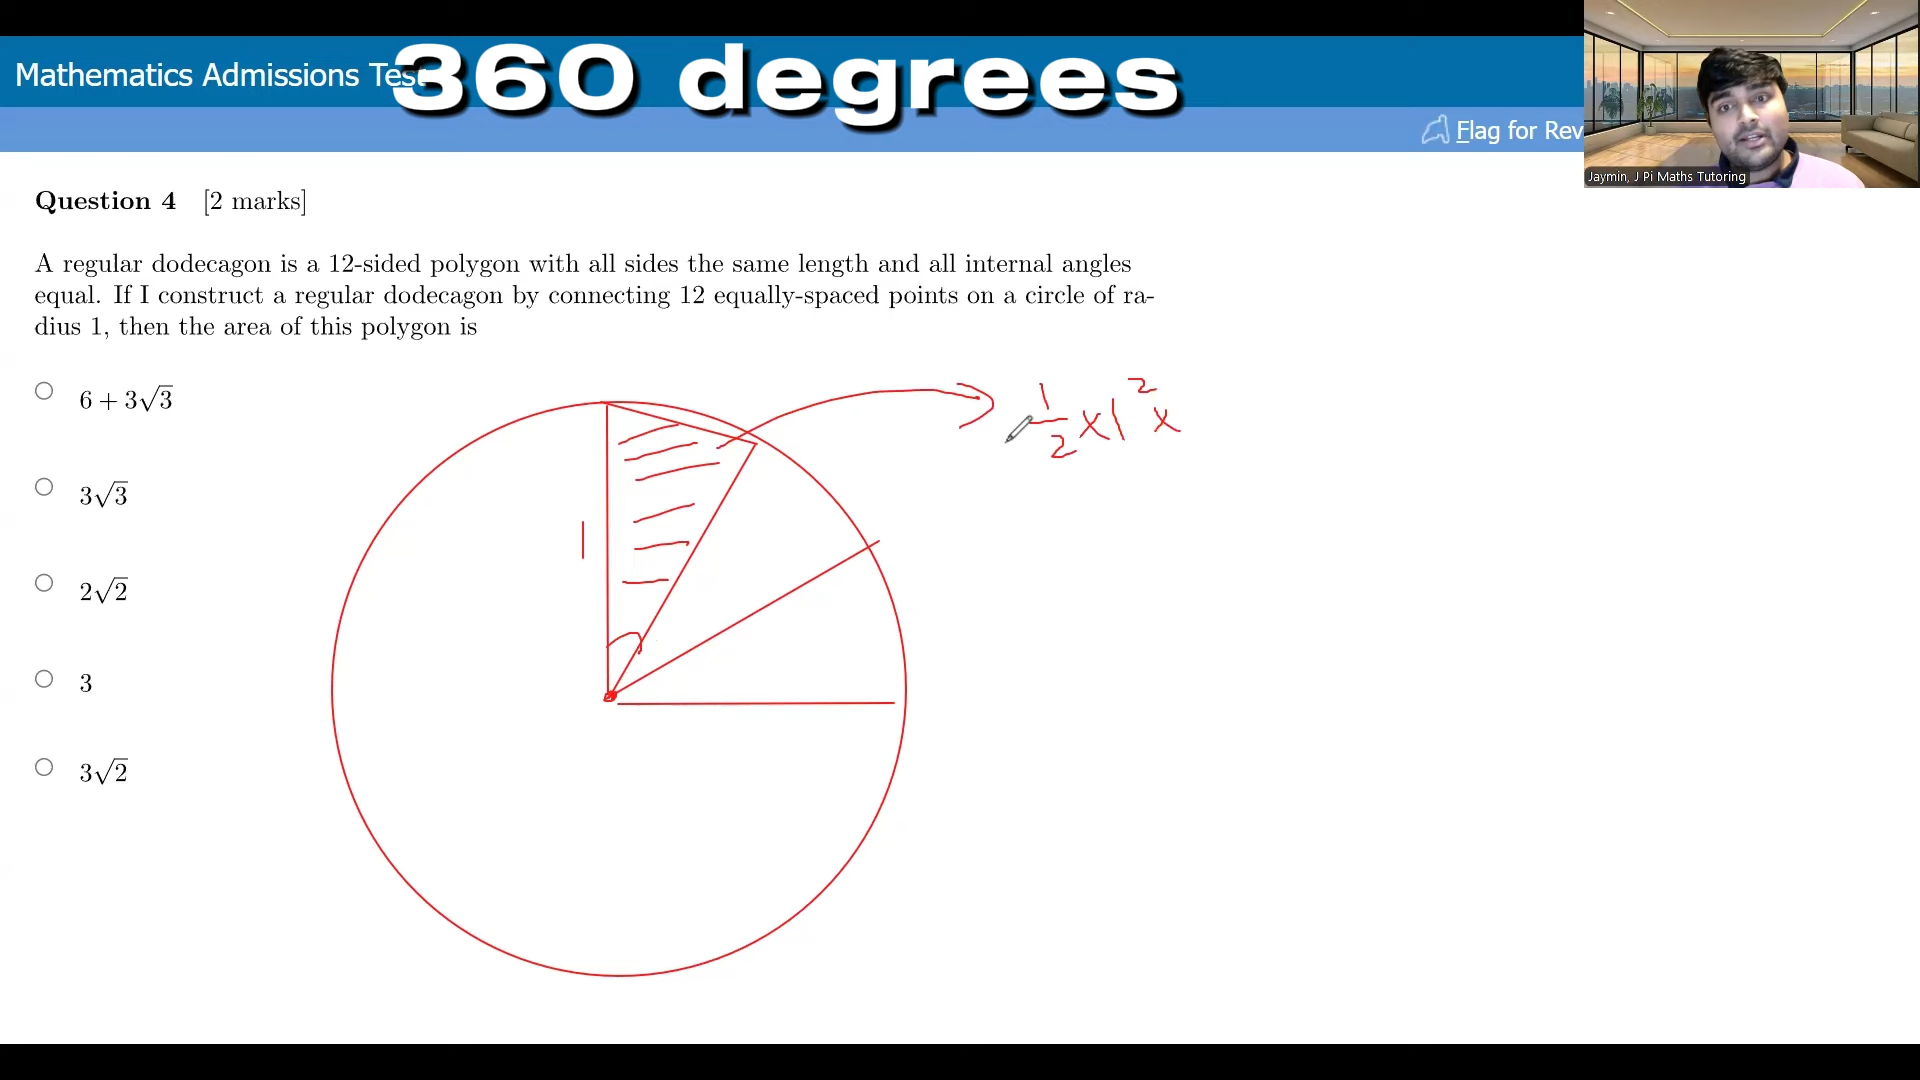 360 degrees
Mathematics Admissions Test
Flag for Rev
Jaymin, J Pi Maths Tutoring
Question 4 [2 marks]
A regular dodecagon is a 12-sided polygon with all sides the same length and all internal angles
equal. If I construct a regular dodecagon by connecting 12 equally-spaced points on a circle of ra-
dius 1, then the area of this polygon is
6 + 3√3
3√3
2√2
3
3√2
1
1/2 x 1² x